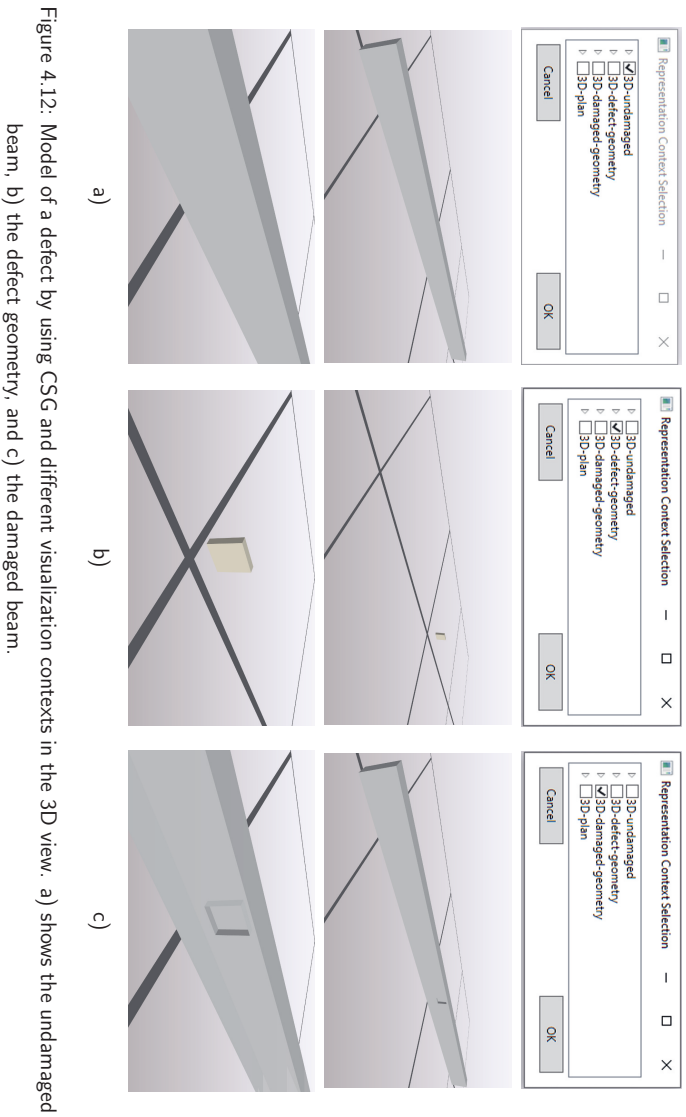 Representation Context Selection
3D-undamaged
3D-defect-geometry
3D-damaged-geometry
3D-plan
Cancel
OK
Representation Context Selection
3D-undamaged
3D-defect-geometry
3D-damaged-geometry
3D-plan
Cancel
OK
Representation Context Selection
3D-undamaged
3D-defect-geometry
3D-damaged-geometry
3D-plan
Cancel
OK
a)
b)
c)
Figure 4.12: Model of a defect by using CSG and different visualization contexts in the 3D view. a) shows the undamaged
beam, b) the defect geometry, and c) the damaged beam.